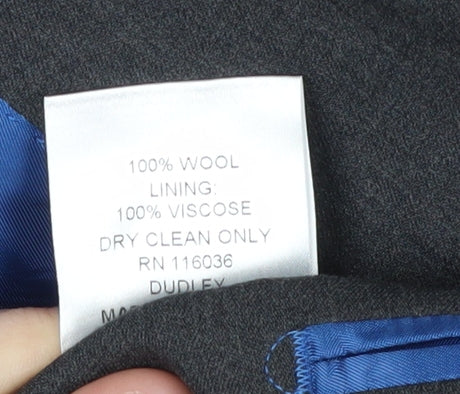 100% WOOL
LINING:
100% VISCOSE
DRY CLEAN ONLY
RN 116036
DUDLEY